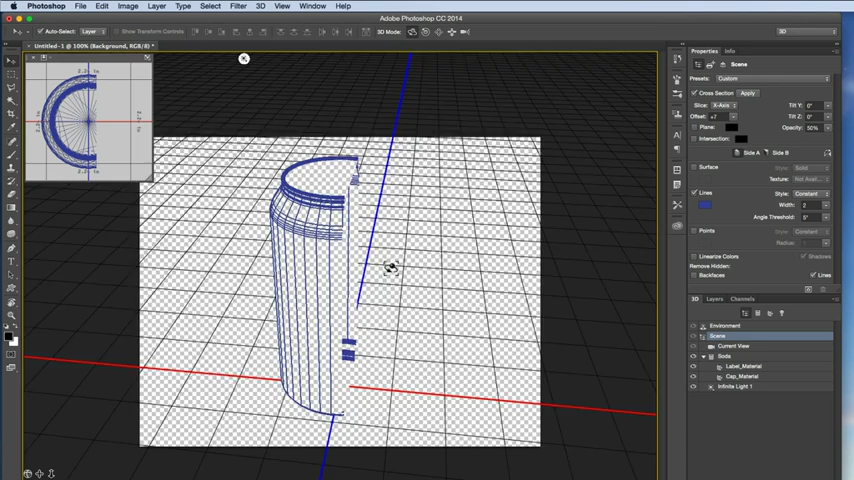 Photoshop File Edit Image Layer Type Select Filter 3D View Window Help
Adobe Photoshop CC 2014
Auto-Select: Layer Show Transform Controls 3D Mode: 3D
Untitled-1 @ 100% (Background, RGB/8) *
Properties Info
Scene
Presets: Custom
Cross Section Apply
Slice: X-Axis Tilt Y: 0°
Offset: +7 Tilt Z: 0°
Plane: Opacity: 50%
Intersection:
Side A Side B
Surface Style: Solid
Texture: Not Avai...
Lines Style: Constant
Width: 2
Angle Threshold: 5°
Points Style: Constant
Radius:
Linearize Colors Shadows
Remove Hidden:
Backfaces Lines
3D Layers Channels
Environment
Scene
Current View
Soda
Label_Material
Cap_Material
Infinite Light 1